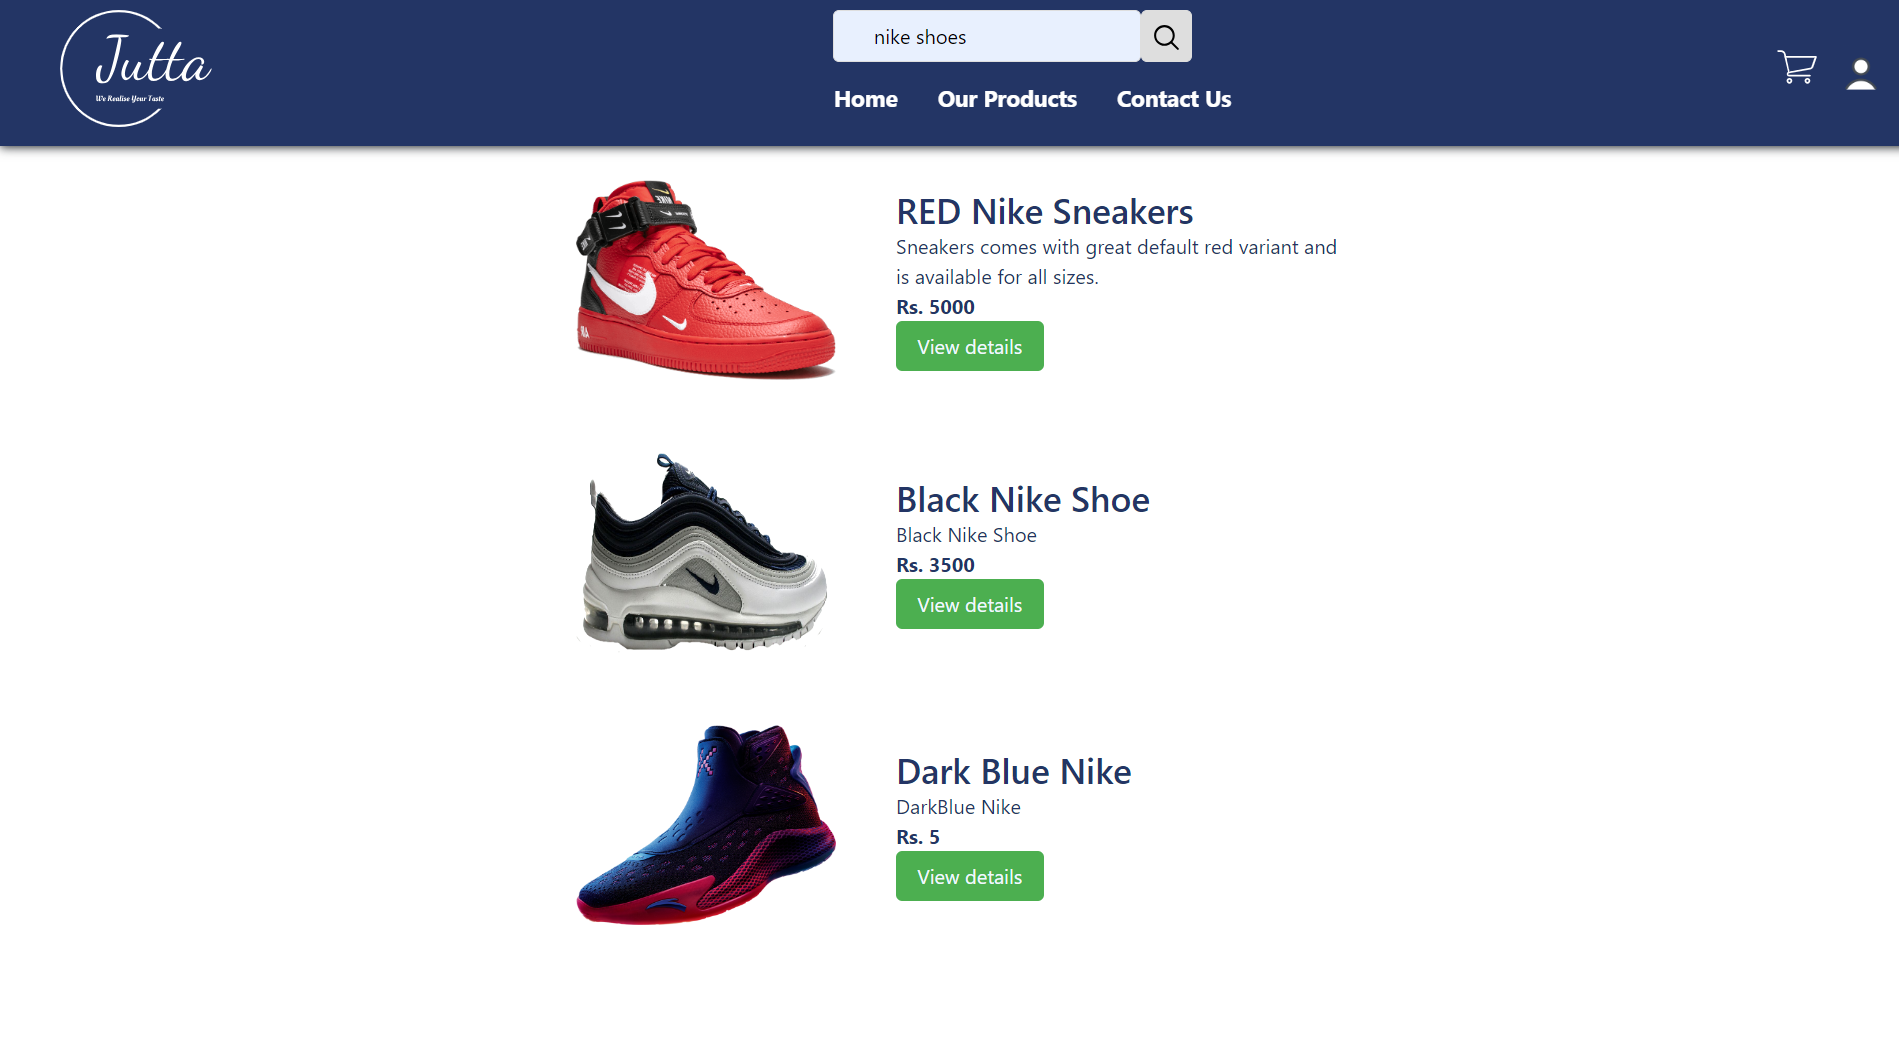 Jutta
We Realise Your Taste
nike shoes
Home Our Products Contact Us
RED Nike Sneakers
Sneakers comes with great default red variant and
is available for all sizes.
Rs. 5000
View details
Black Nike Shoe
Black Nike Shoe
Rs. 3500
View details
Dark Blue Nike
DarkBlue Nike
Rs. 5
View details